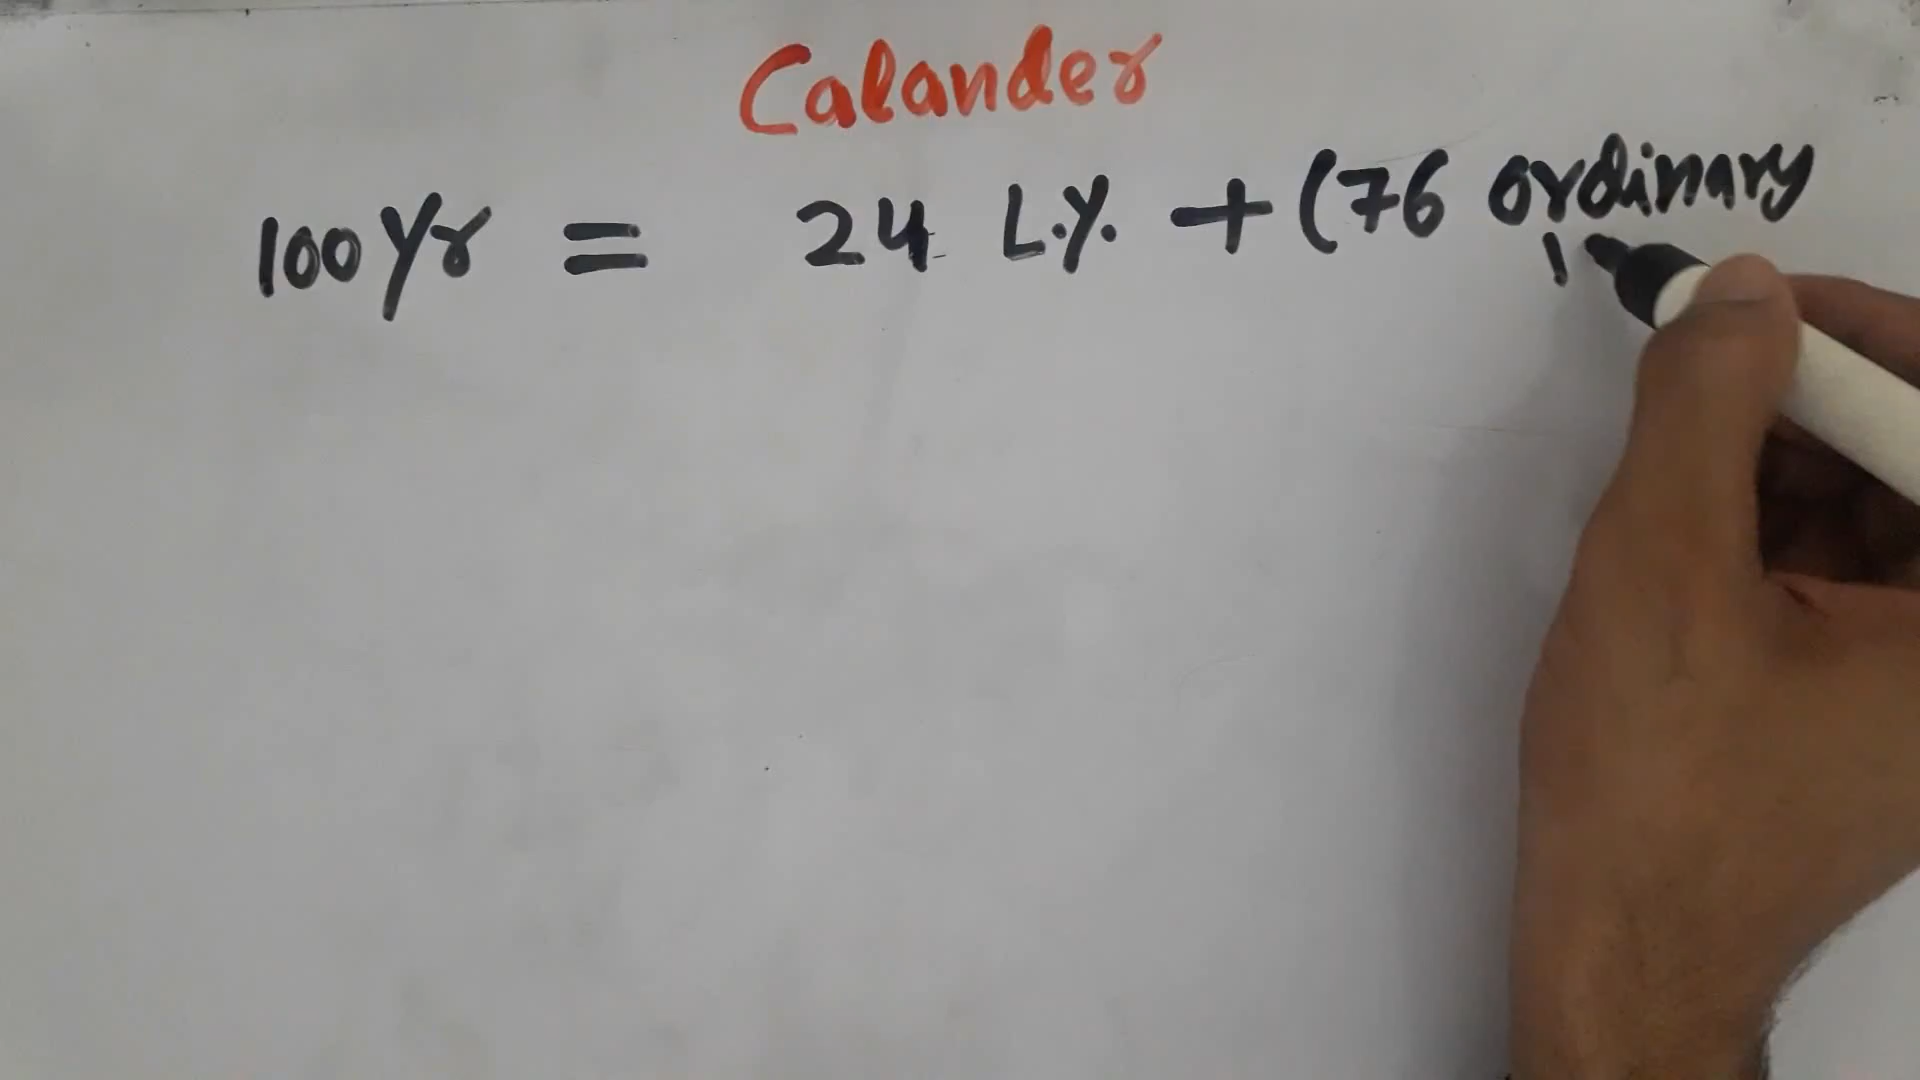 Calander
100 Yr = 24 L.Y. + (76 ordinary